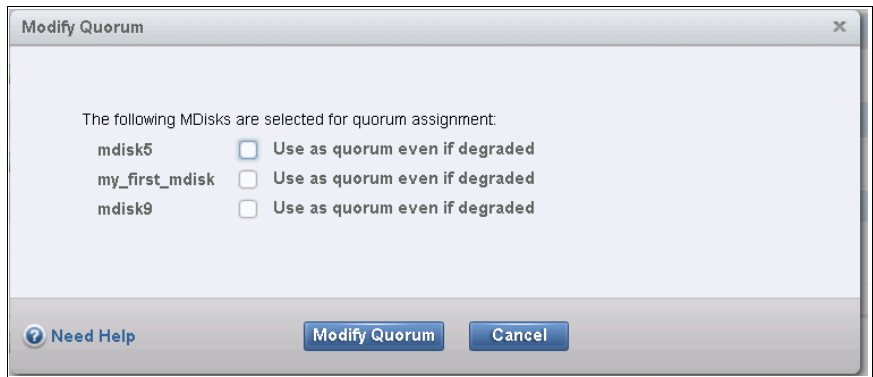 Modify Quorum
The following MDisks are selected for quorum assignment:
mdisk5 Use as quorum even if degraded
my_first_mdisk Use as quorum even if degraded
mdisk9 Use as quorum even if degraded
Need Help Modify Quorum Cancel